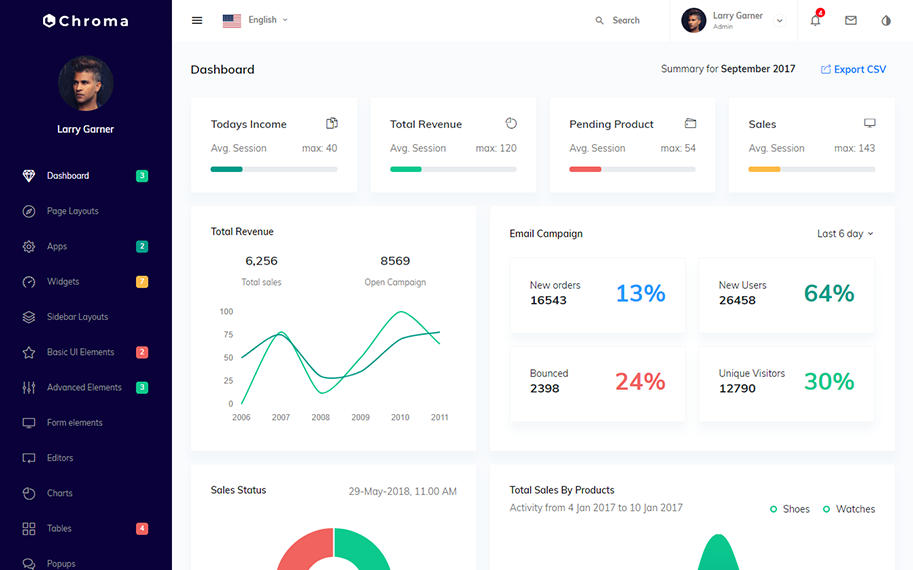 Chroma
English
Search
Larry Garner
Admin
4
Larry Garner
Dashboard 3
Page Layouts
Apps 2
Widgets 7
Sidebar Layouts
Basic UI Elements 2
Advanced Elements 3
Form elements
Editors
Charts
Tables 4
Popups
Dashboard
Summary for September 2017
Export CSV
Todays Income
Avg. Session max: 40
Total Revenue
Avg. Session max: 120
Pending Product
Avg. Session max: 54
Sales
Avg. Session max: 143
Total Revenue
6,256 8569
Total sales Open Campaign
100
75
50
25
0
2006 2007 2008 2009 2010 2011
Email Campaign Last 6 day
New orders
16543
13%
New Users
26458
64%
Bounced
2398
24%
Unique Visitors
12790
30%
Sales Status 29-May-2018, 11.00 AM
Total Sales By Products
Activity from 4 Jan 2017 to 10 Jan 2017
Shoes Watches